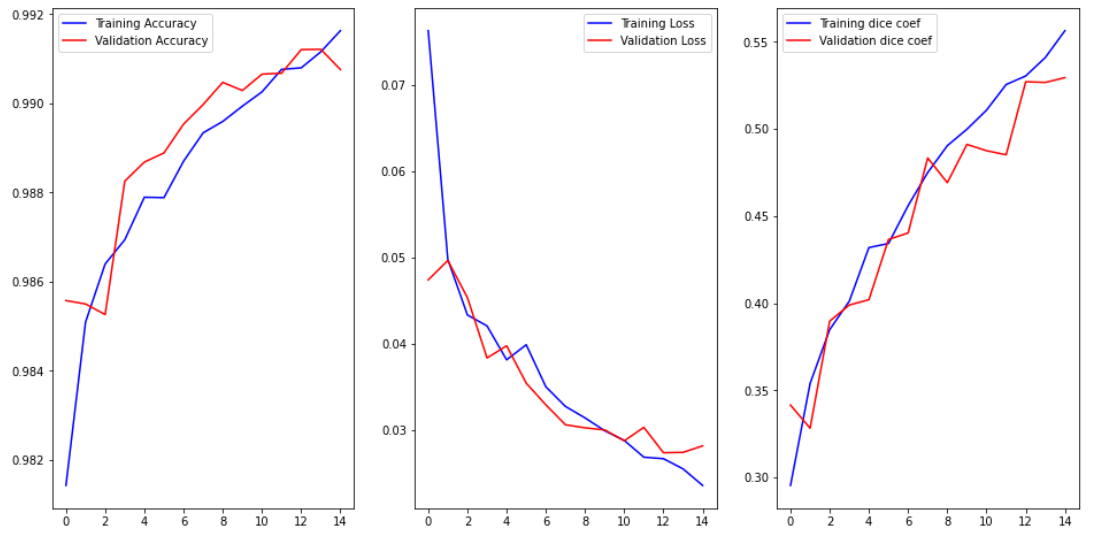 Training Accuracy
Validation Accuracy
0.992
0.990
0.988
0.986
0.984
0.982
0 2 4 6 8 10 12 14
Training Loss
Validation Loss
0.07
0.06
0.05
0.04
0.03
0 2 4 6 8 10 12 14
Training dice coef
Validation dice coef
0.55
0.50
0.45
0.40
0.35
0.30
0 2 4 6 8 10 12 14